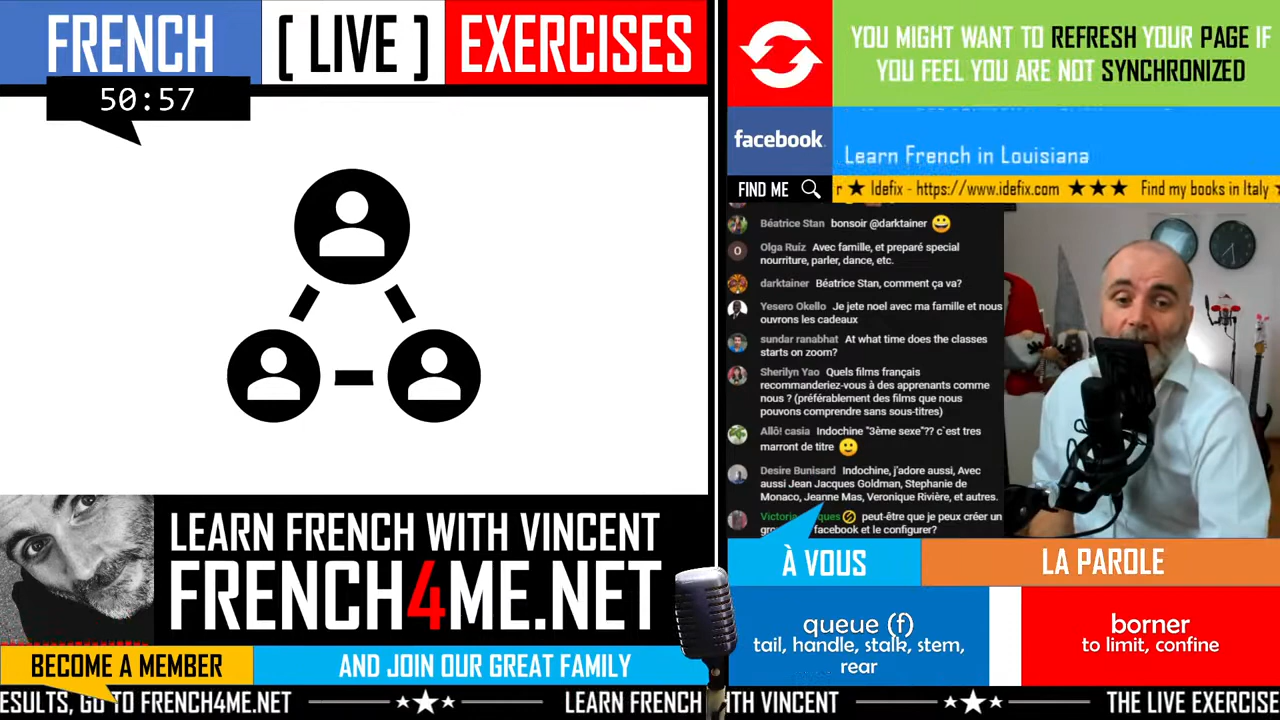 FRENCH
[ LIVE ]
EXERCISES
50:57
YOU MIGHT WANT TO REFRESH YOUR PAGE IF
YOU FEEL YOU ARE NOT SYNCHRONIZED
facebook.
Learn French in Louisiana
FIND ME
r ★ Idefix - https://www.idefix.com ★★★ Find my books in Italy
Béatrice Stan bonsoir @darktainer 😀
O Olga Ruíz Avec famille, et preparé special
nourriture, parler, dance, etc.
darktainer Béatrice Stan, comment ça va?
Yesero Okello Je jete noel avec ma famille et nous
ouvrons les cadeaux
sundar ranabhat At what time does the classes
starts on zoom?
Sherilyn Yao Quels films français
recommanderiez-vous à des apprenants comme
nous ? (préférablement des films que nous
pouvons comprendre sans sous-titres)
Allô! casia Indochine "3ème sexe"?? c`est tres
marront de titre 🙂
Desire Bunisard Indochine, j'adore aussi, Avec
aussi Jean Jacques Goldman, Stephanie de
Monaco, Jeanne Mas, Veronique Rivière, et autres.
peut-être que je peux créer un
facebook et le configurer?
À VOUS
LA PAROLE
queue (f)
tail, handle, stalk, stem,
rear
borner
to limit, confine
LEARN FRENCH WITH VINCENT
FRENCH4ME.NET
BECOME A MEMBER
AND JOIN OUR GREAT FAMILY
ESULTS, GO TO FRENCH4ME.NET ★ LEARN FRENCH WITH VINCENT ★ THE LIVE EXERCISE